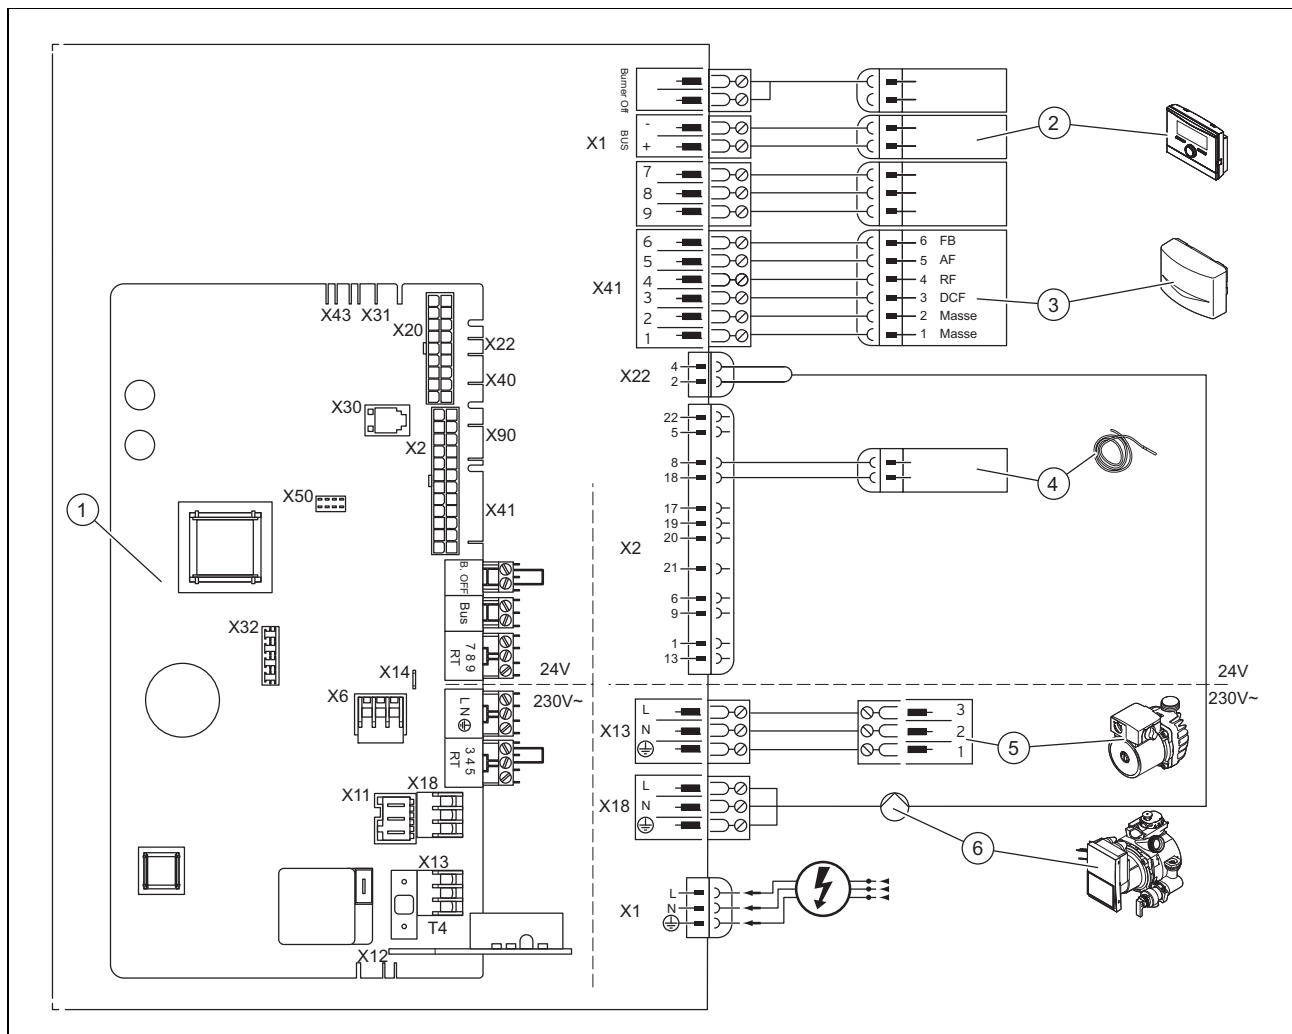 Burner Off
X1
BUS
-
+
7
8
9
X41
6
5
4
3
2
1
6 FB
5 AF
4 RF
3 DCF
2 Masse
1 Masse
2
3
X22
4
2
X2
22
5
8
18
17
19
20
21
6
9
1
13
4
24V
230V~
X13
L
N
3
2
1
5
X18
L
N
6
X1
L
N
X43
X31
X20
X22
X40
X30
X2
X90
X50
X41
1
B. OFF
Bus
X32
7 8 9
RT
X14
24V
X6
L N
230V~
3 4 5
RT
X11
X18
X13
T4
X12